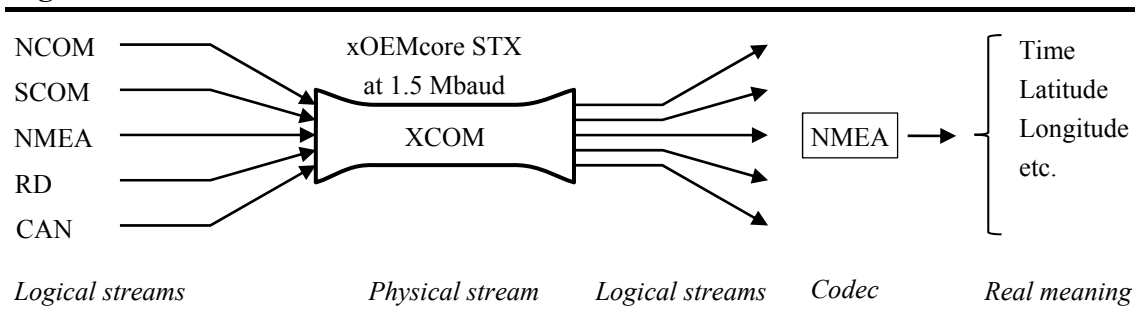 NCOM
SCOM
NMEA
RD
CAN
xOEMcore STX
at 1.5 Mbaud
XCOM
NMEA
Time
Latitude
Longitude
etc.
Logical streams
Physical stream
Logical streams
Codec
Real meaning